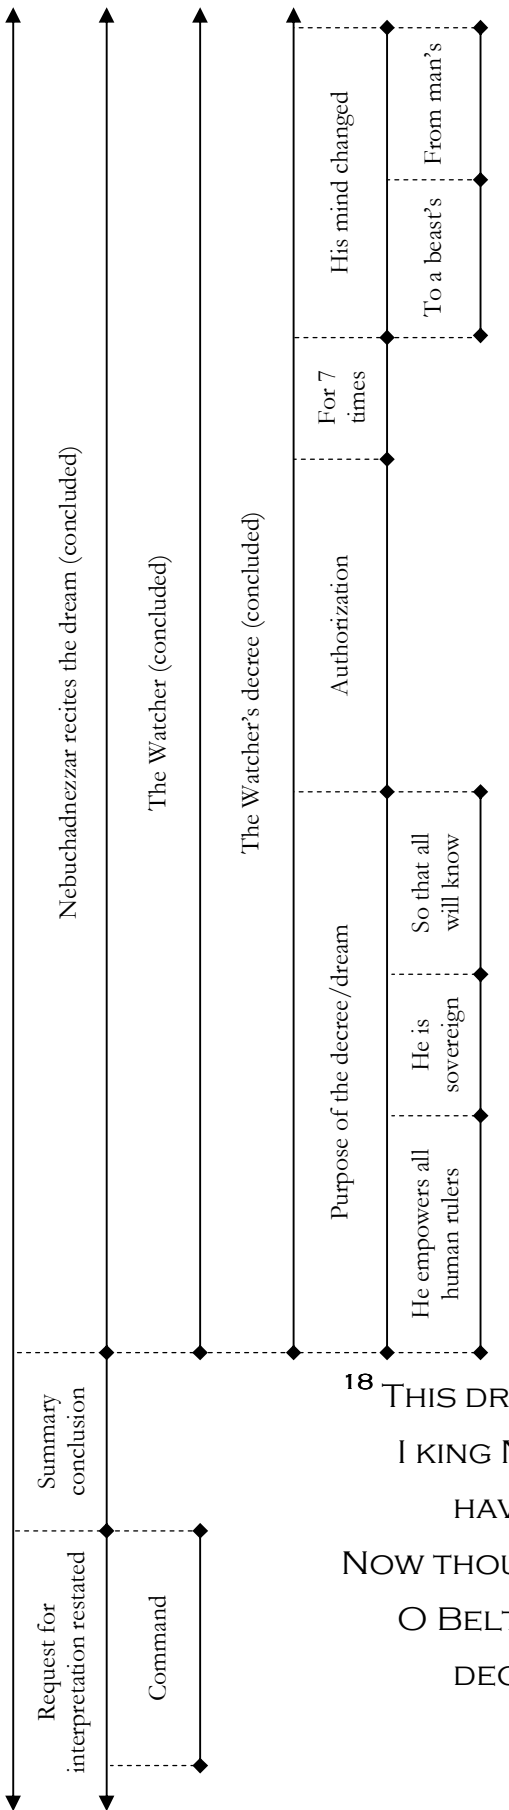 Nebuchadnezzar recites the dream (concluded)
Summary
conclusion
Request for
interpretation restated
The Watcher (concluded)
Command
The Watcher's decree (concluded)
His mind changed
For 7
times
Authorization
Purpose of the decree/dream
From man's
To a beast's
So that all
will know
He is
sovereign
He empowers all
human rulers
18 THIS DR
I KING N
HAV
NOW THOU
O BELT
DEC